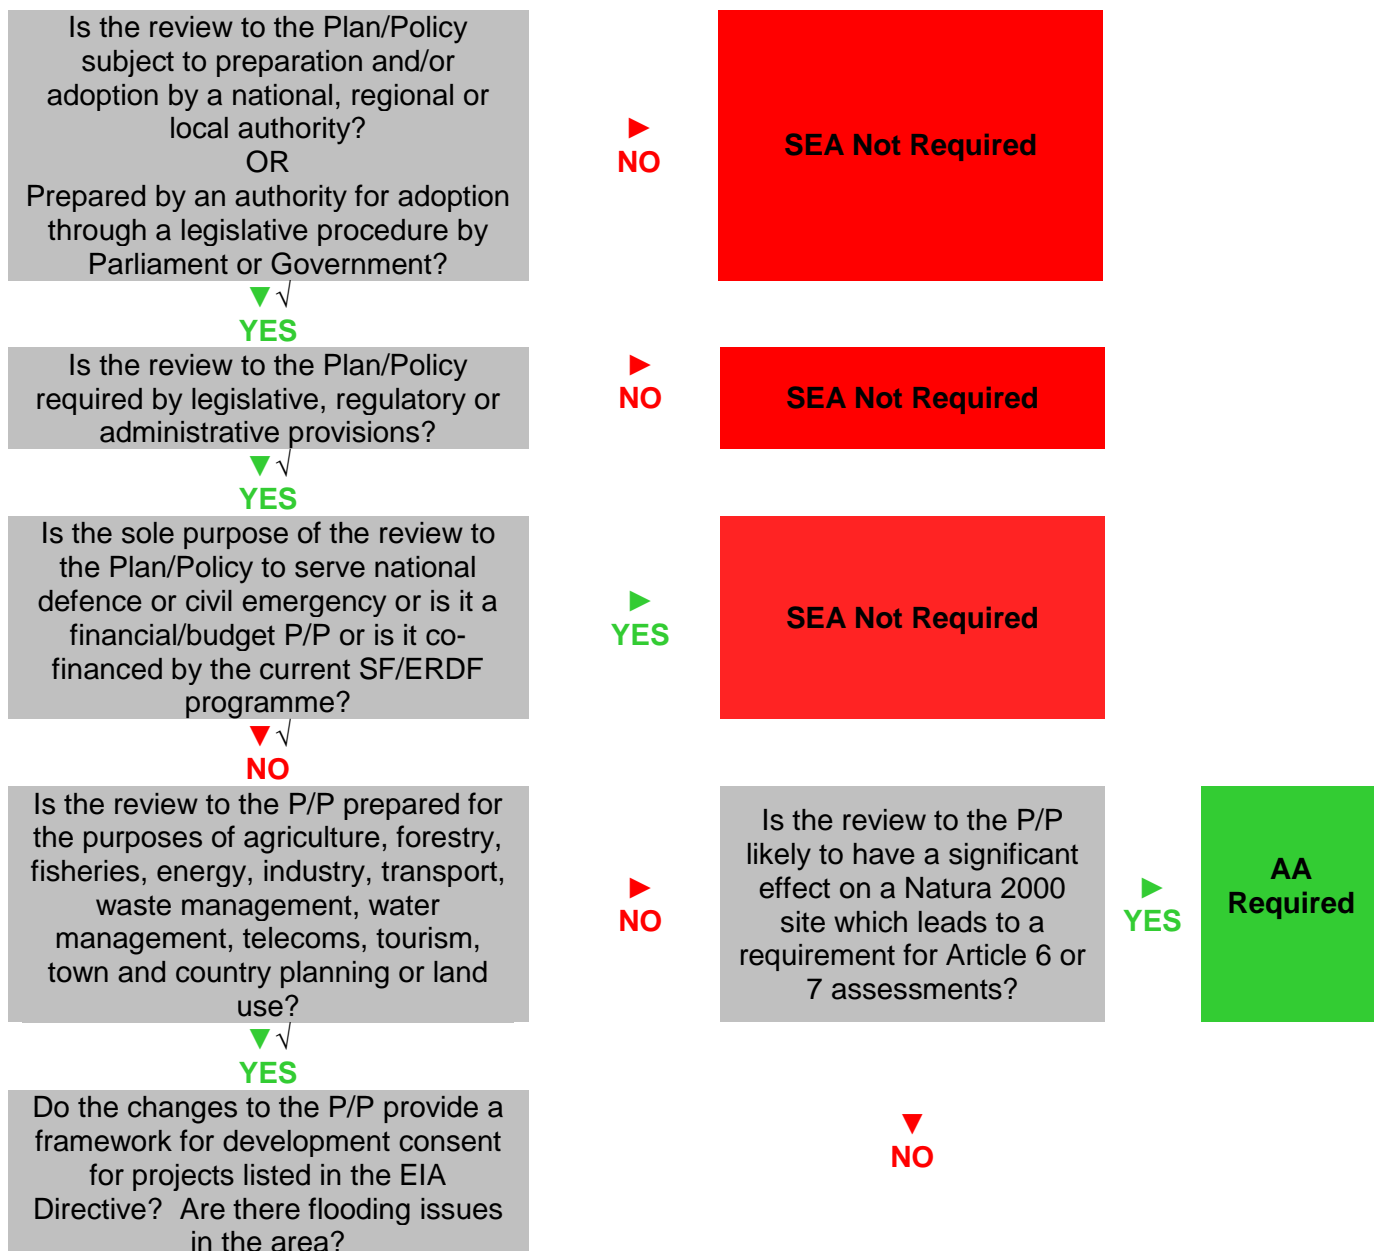 Is the review to the Plan/Policy
subject to preparation and/or
adoption by a national, regional or
local authority?
OR
Prepared by an authority for adoption
through a legislative procedure by
Parliament or Government?
►
NO
SEA Not Required
▼√
YES
Is the review to the Plan/Policy
required by legislative, regulatory or
administrative provisions?
►
NO
SEA Not Required
▼√
YES
Is the sole purpose of the review to
the Plan/Policy to serve national
defence or civil emergency or is it a
financial/budget P/P or is it co-
financed by the current SF/ERDF
programme?
►
YES
SEA Not Required
▼√
NO
Is the review to the P/P prepared for
the purposes of agriculture, forestry,
fisheries, energy, industry, transport,
waste management, water
management, telecoms, tourism,
town and country planning or land
use?
►
NO
Is the review to the P/P
likely to have a significant
effect on a Natura 2000
site which leads to a
requirement for Article 6 or
7 assessments?
►
YES
AA
Required
▼√
YES
Do the changes to the P/P provide a
framework for development consent
for projects listed in the EIA
Directive? Are there flooding issues
in the area?
▼
NO